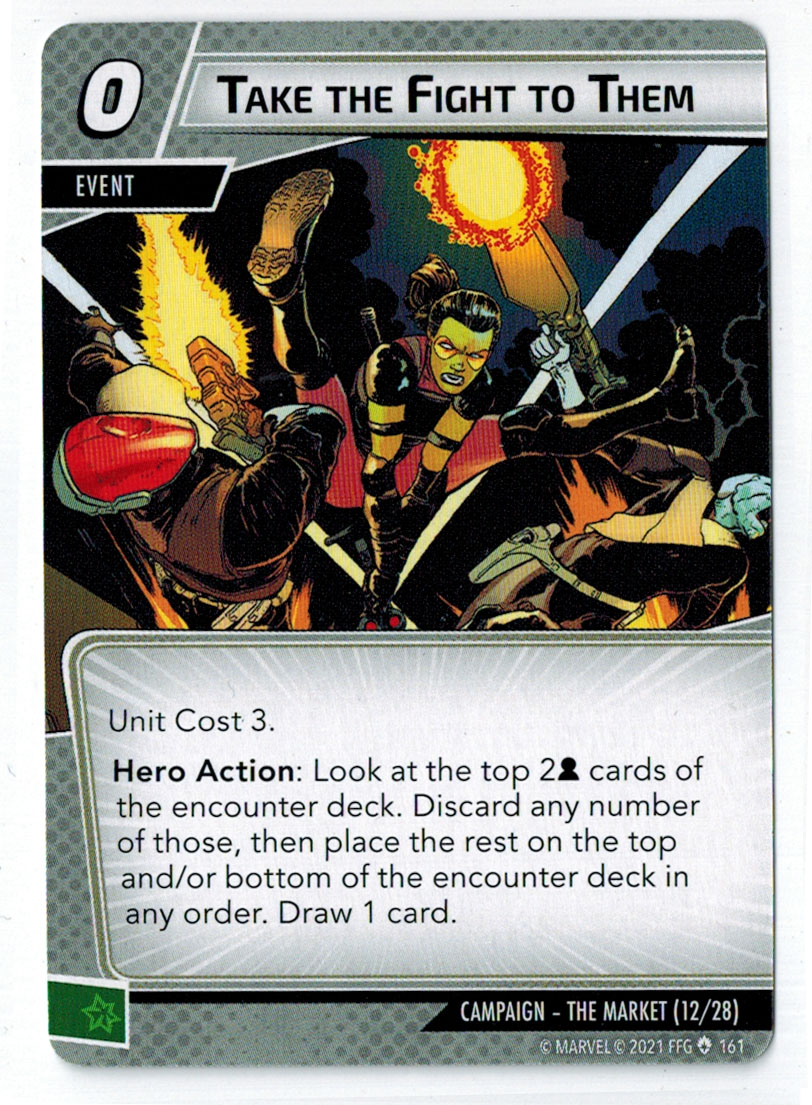 0
TAKE THE FIGHT TO THEM
EVENT
Unit Cost 3.
Hero Action: Look at the top 2 cards of
the encounter deck. Discard any number
of those, then place the rest on the top
and/or bottom of the encounter deck in
any order. Draw 1 card.
CAMPAIGN – THE MARKET (12/28)
© MARVEL © 2021 FFG 161